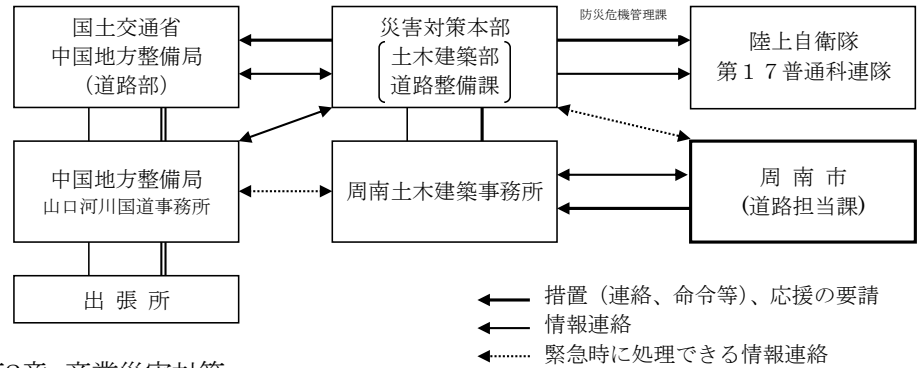 防災危機管理課
国土交通省
中国地方整備局
(道路部)
災害対策本部
土木建築部
道路整備課
陸上自衛隊
第１７普通科連隊
中国地方整備局
山口河川国道事務所
周南土木建築事務所
周 南 市
(道路担当課)
出 張 所
措置（連絡、命令等）、応援の要請
情報連絡
緊急時に処理できる情報連絡